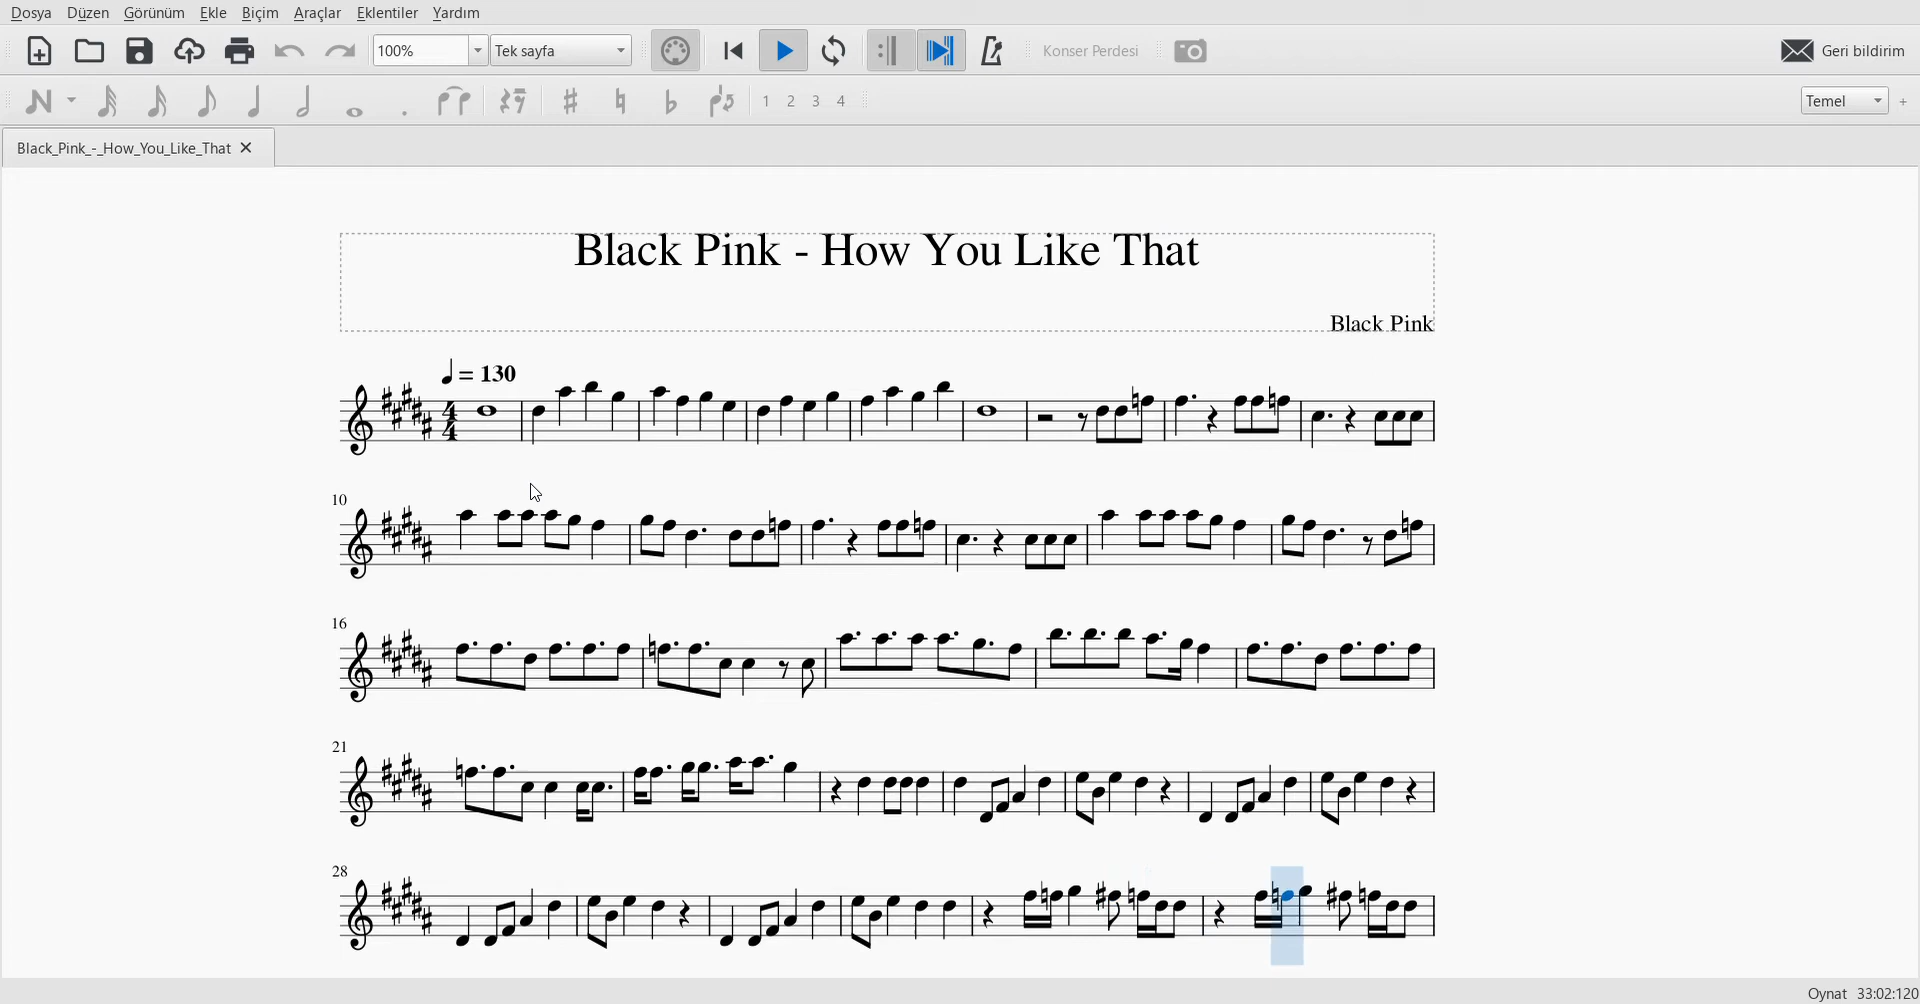 Dosya Düzen Görünüm Ekle Biçim Araçlar Eklentiler Yardım
100% Tek sayfa Konser Perdesi Geri bildirim
1 2 3 4 Temel +
Black_Pink_-_How_You_Like_That
Black Pink - How You Like That
Black Pink
= 130
4
4
10
16
21
28
Oynat 33:02:120